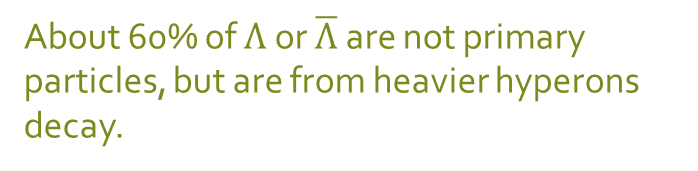 About 60% of Λ or Λ̅ are not primary
particles, but are from heavier hyperons
decay.